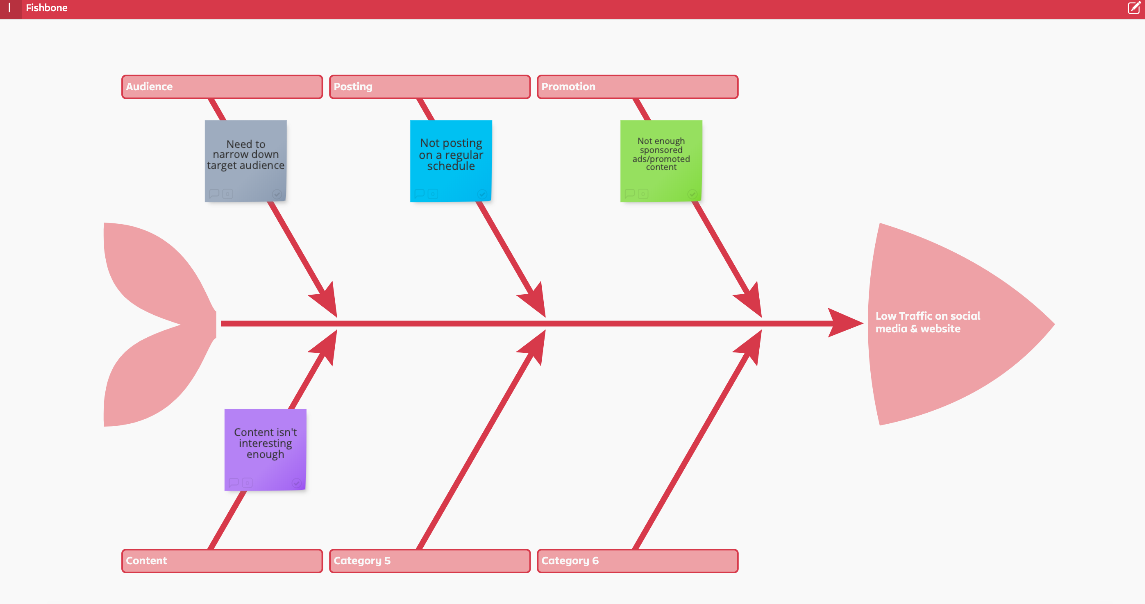 Fishbone
Audience
Posting
Promotion
Need to
narrow down
target audience
Not posting
on a regular
schedule
Not enough
sponsored
ads/promoted
content
Low Traffic on social
media & website
Content isn't
interesting
enough
Content
Category 5
Category 6